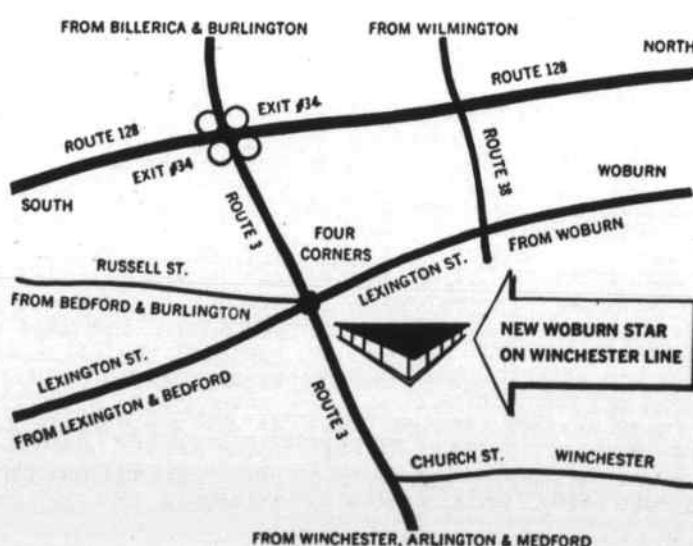 FROM BILLERICA & BURLINGTON
FROM WILMINGTON
NORTH
ROUTE 128
EXIT #34
ROUTE 128
EXIT #34
ROUTE 38
WOBURN
SOUTH
ROUTE 3
FOUR
CORNERS
FROM WOBURN
RUSSELL ST.
LEXINGTON ST.
FROM BEDFORD & BURLINGTON
NEW WOBURN STAR
ON WINCHESTER LINE
LEXINGTON ST.
FROM LEXINGTON & BEDFORD
ROUTE 3
CHURCH ST.
WINCHESTER
FROM WINCHESTER, ARLINGTON & MEDFORD